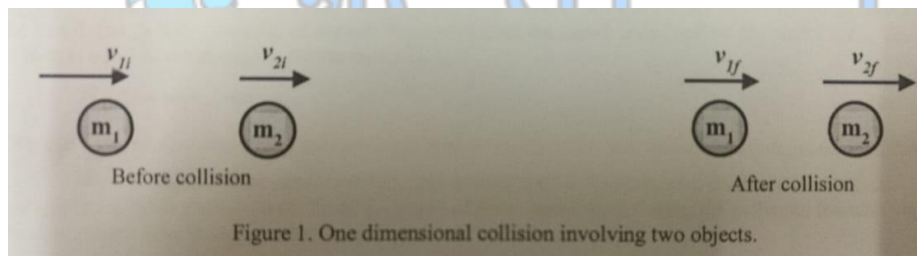 v1i v2i v1f v2f
m1 m2 m1 m2
Before collision After collision
Figure 1. One dimensional collision involving two objects.